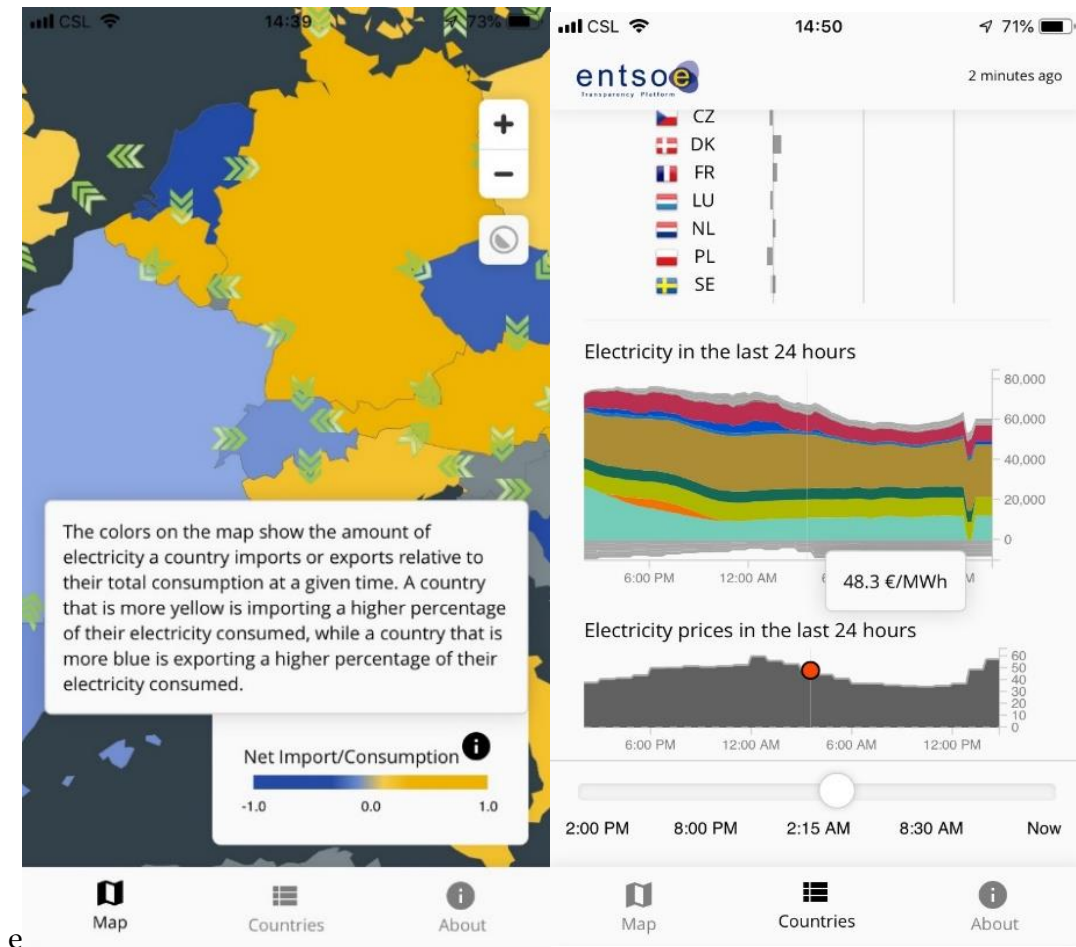 CSL 14:39 73%
The colors on the map show the amount of
electricity a country imports or exports relative to
their total consumption at a given time. A country
that is more yellow is importing a higher percentage
of their electricity consumed, while a country that is
more blue is exporting a higher percentage of their
electricity consumed.
Net Import/Consumption i
-1.0 0.0 1.0
Map Countries About
e
CSL 14:50 71%
entsoe
Transparency Platform
2 minutes ago
CZ
DK
FR
LU
NL
PL
SE
Electricity in the last 24 hours
80,000
60,000
40,000
20,000
0
6:00 PM 12:00 AM 6 M
48.3 €/MWh
Electricity prices in the last 24 hours
60
50
40
30
20
10
0
6:00 PM 12:00 AM 6:00 AM 12:00 PM
2:00 PM 8:00 PM 2:15 AM 8:30 AM Now
Map Countries About